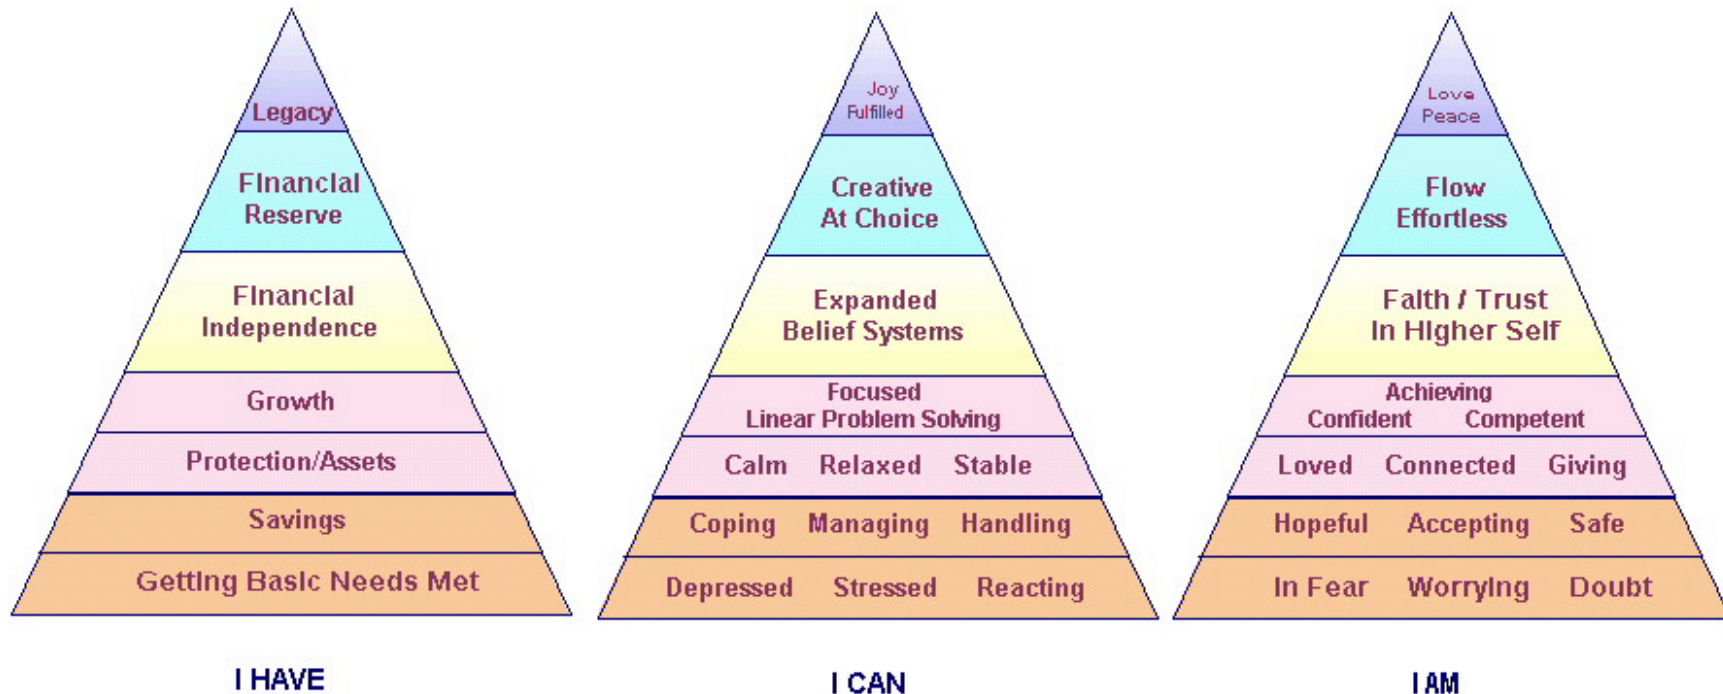 Legacy
Financial
Reserve
Financial
Independence
Growth
Protection/Assets
Savings
Getting Basic Needs Met
I HAVE
Joy
Fulfilled
Creative
At Choice
Expanded
Belief Systems
Focused
Linear Problem Solving
Calm Relaxed Stable
Coping Managing Handling
Depressed Stressed Reacting
I CAN
Love
Peace
Flow
Effortless
Faith / Trust
In Higher Self
Achieving
Confident Competent
Loved Connected Giving
Hopeful Accepting Safe
In Fear Worrying Doubt
I AM